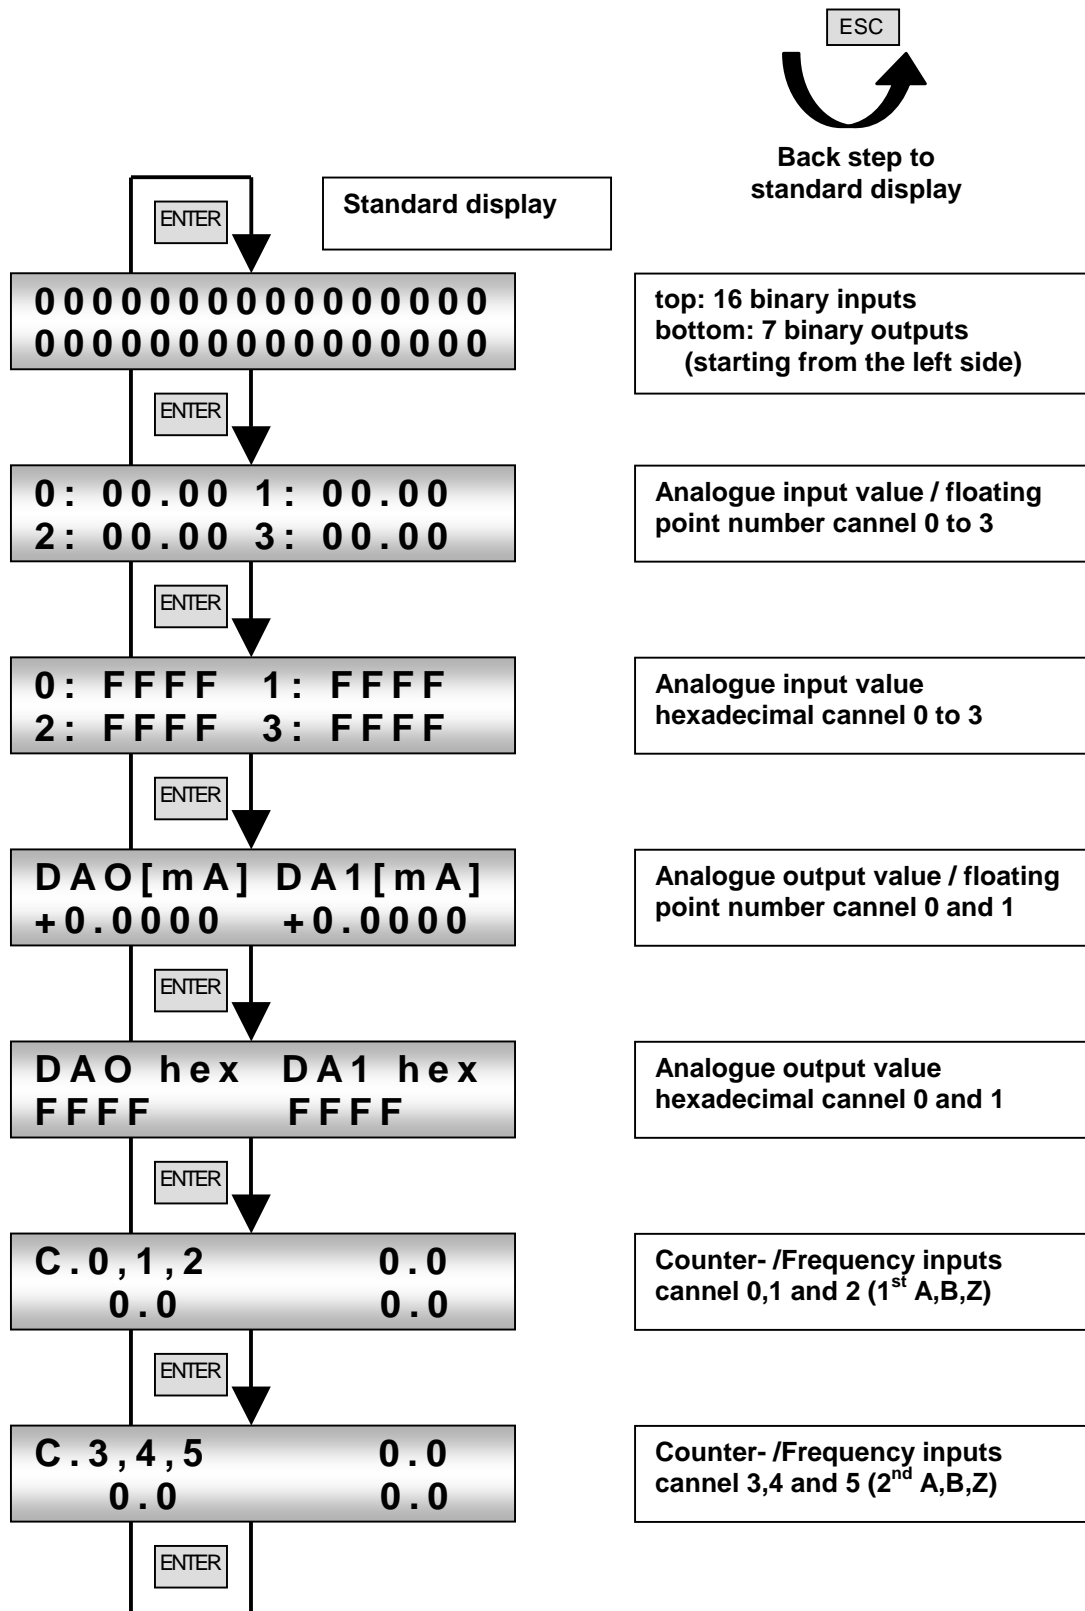 ESC
Back step to
standard display
ENTER
Standard display
0000000000000000
0000000000000000
top: 16 binary inputs
bottom: 7 binary outputs
(starting from the left side)
ENTER
0: 00.00 1: 00.00
2: 00.00 3: 00.00
Analogue input value / floating
point number cannel 0 to 3
ENTER
0: FFFF 1: FFFF
2: FFFF 3: FFFF
Analogue input value
hexadecimal cannel 0 to 3
ENTER
DAO[mA] DA1[mA]
+0.0000 +0.0000
Analogue output value / floating
point number cannel 0 and 1
ENTER
DAO hex DA1 hex
FFFF FFFF
Analogue output value
hexadecimal cannel 0 and 1
ENTER
C.0,1,2 0.0
0.0 0.0
Counter- /Frequency inputs
cannel 0,1 and 2 (1st A,B,Z)
ENTER
C.3,4,5 0.0
0.0 0.0
Counter- /Frequency inputs
cannel 3,4 and 5 (2nd A,B,Z)
ENTER